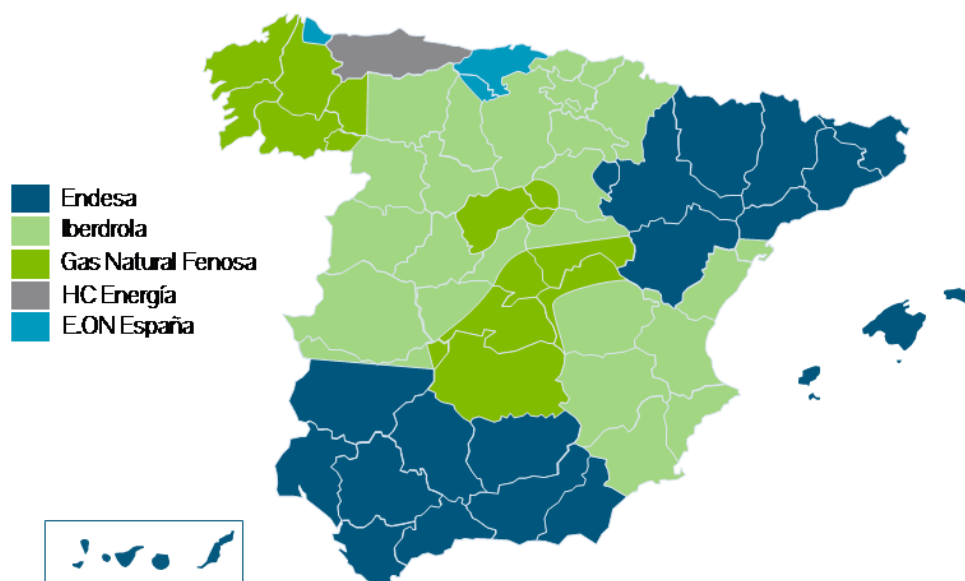 Endesa
Iberdrola
Gas Natural Fenosa
HC Energía
E.ON España